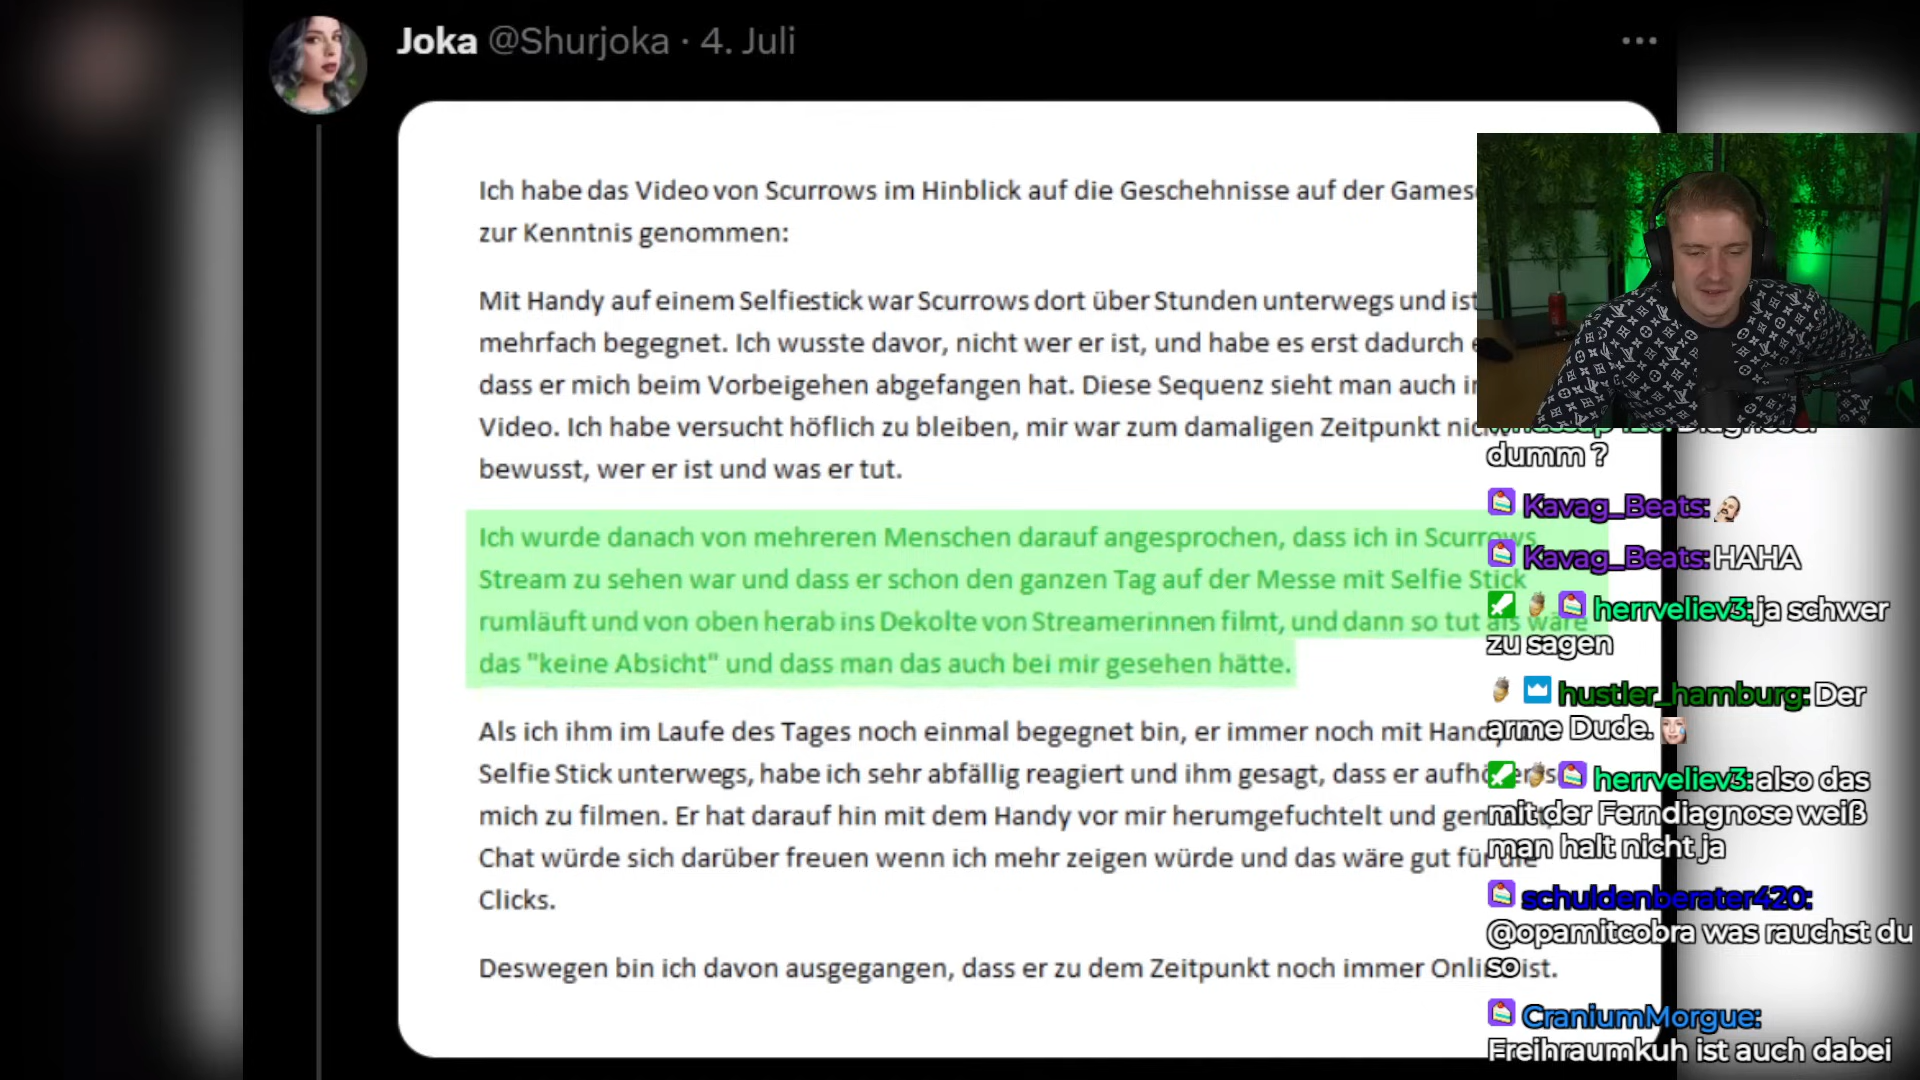 Joka @Shurjoka · 4. Juli
Ich habe das Video von Scurrows im Hinblick auf die Geschehnisse auf der
zur Kenntnis genommen:
Mit Handy auf einem Selfiestick war Scurrows dort über Stunden unterwegs und ist
mehrfach begegnet. Ich wusste davor, nicht wer er ist, und habe es erst dadurch
dass er mich beim Vorbeigehen abgefangen hat. Diese Sequenz sieht man auch
Video. Ich habe versucht höflich zu bleiben, mir war zum damaligen Zeitpunkt
bewusst, wer er ist und was er tut.
Ich wurde danach von mehreren Menschen darauf angesprochen, dass ich in Scurrows
Stream zu sehen war und dass er schon den ganzen Tag auf der Messe mit Selfie Stick
rumläuft und von oben herab ins Dekolte von Streamerinnen filmt, und dann so tut als wäre
das "keine Absicht" und dass man das auch bei mir gesehen hätte.
Als ich ihm im Laufe des Tages noch einmal begegnet bin, er immer noch mit
Selfie Stick unterwegs, habe ich sehr abfällig reagiert und ihm gesagt, dass er
mich zu filmen. Er hat darauf hin mit dem Handy vor mir herumgefuchtelt und
Chat würde sich darüber freuen wenn ich mehr zeigen würde und das wäre gut für die
Clicks.
Deswegen bin ich davon ausgegangen, dass er zu dem Zeitpunkt noch immer Online ist.
dumm ?
Kavag_Beats:
Kavag_Beats: HAHA
herrveliev3: ja schwer
zu sagen
hustler_hamburg: Der
arme Dude.
herrveliev3: also das
mit der Ferndiagnose weiß
man halt nicht ja
schuldenberater420:
@opamitcobra was rauchst du
so
CraniumMorgue:
Freihraumkuh ist auch dabei